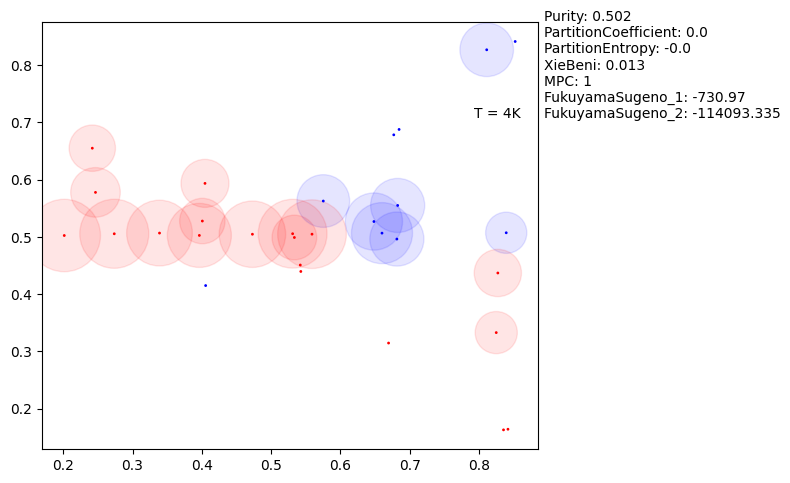 Purity: 0.502
PartitionCoefficient: 0.0
PartitionEntropy: -0.0
XieBeni: 0.013
MPC: 1
FukuyamaSugeno_1: -730.97
FukuyamaSugeno_2: -114093.335
T = 4K
0.8
0.7
0.6
0.5
0.4
0.3
0.2
0.2 0.3 0.4 0.5 0.6 0.7 0.8